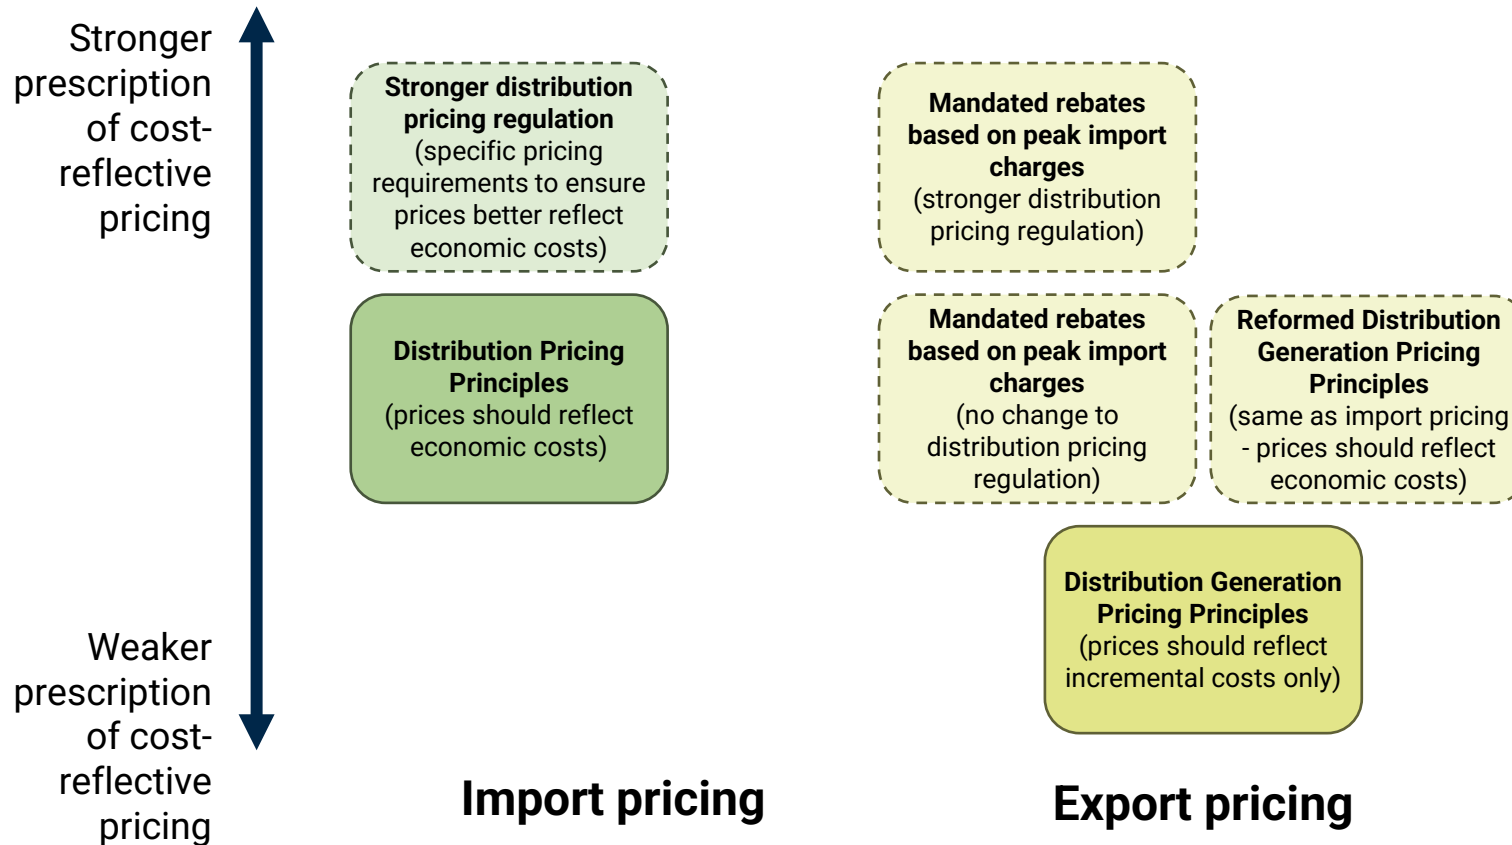 Stronger
prescription
of cost-
reflective
pricing
Stronger distribution
pricing regulation
(specific pricing
requirements to ensure
prices better reflect
economic costs)
Mandated rebates
based on peak import
charges
(stronger distribution
pricing regulation)
Distribution Pricing
Principles
(prices should reflect
economic costs)
Mandated rebates
based on peak import
charges
(no change to
distribution pricing
regulation)
Reformed Distribution
Generation Pricing
Principles
(same as import pricing
- prices should reflect
economic costs)
Distribution Generation
Pricing Principles
(prices should reflect
incremental costs only)
Weaker
prescription
of cost-
reflective
pricing
Import pricing
Export pricing